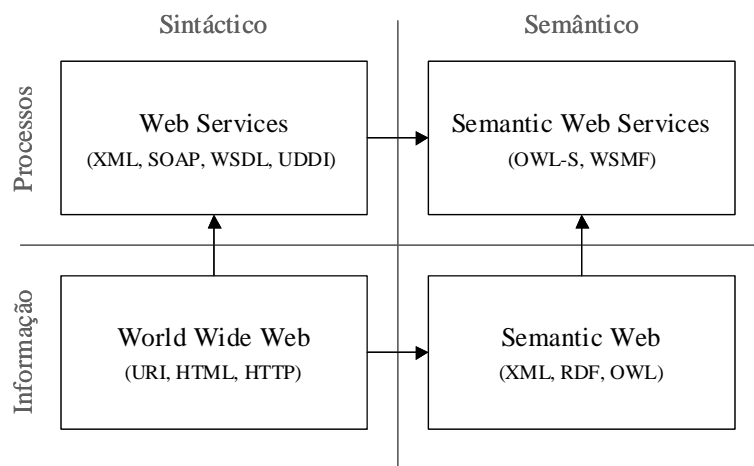 Sintáctico
Semântico
Processos
Web Services
(XML, SOAP, WSDL, UDDI)
Semantic Web Services
(OWL-S, WSMF)
Informação
World Wide Web
(URI, HTML, HTTP)
Semantic Web
(XML, RDF, OWL)